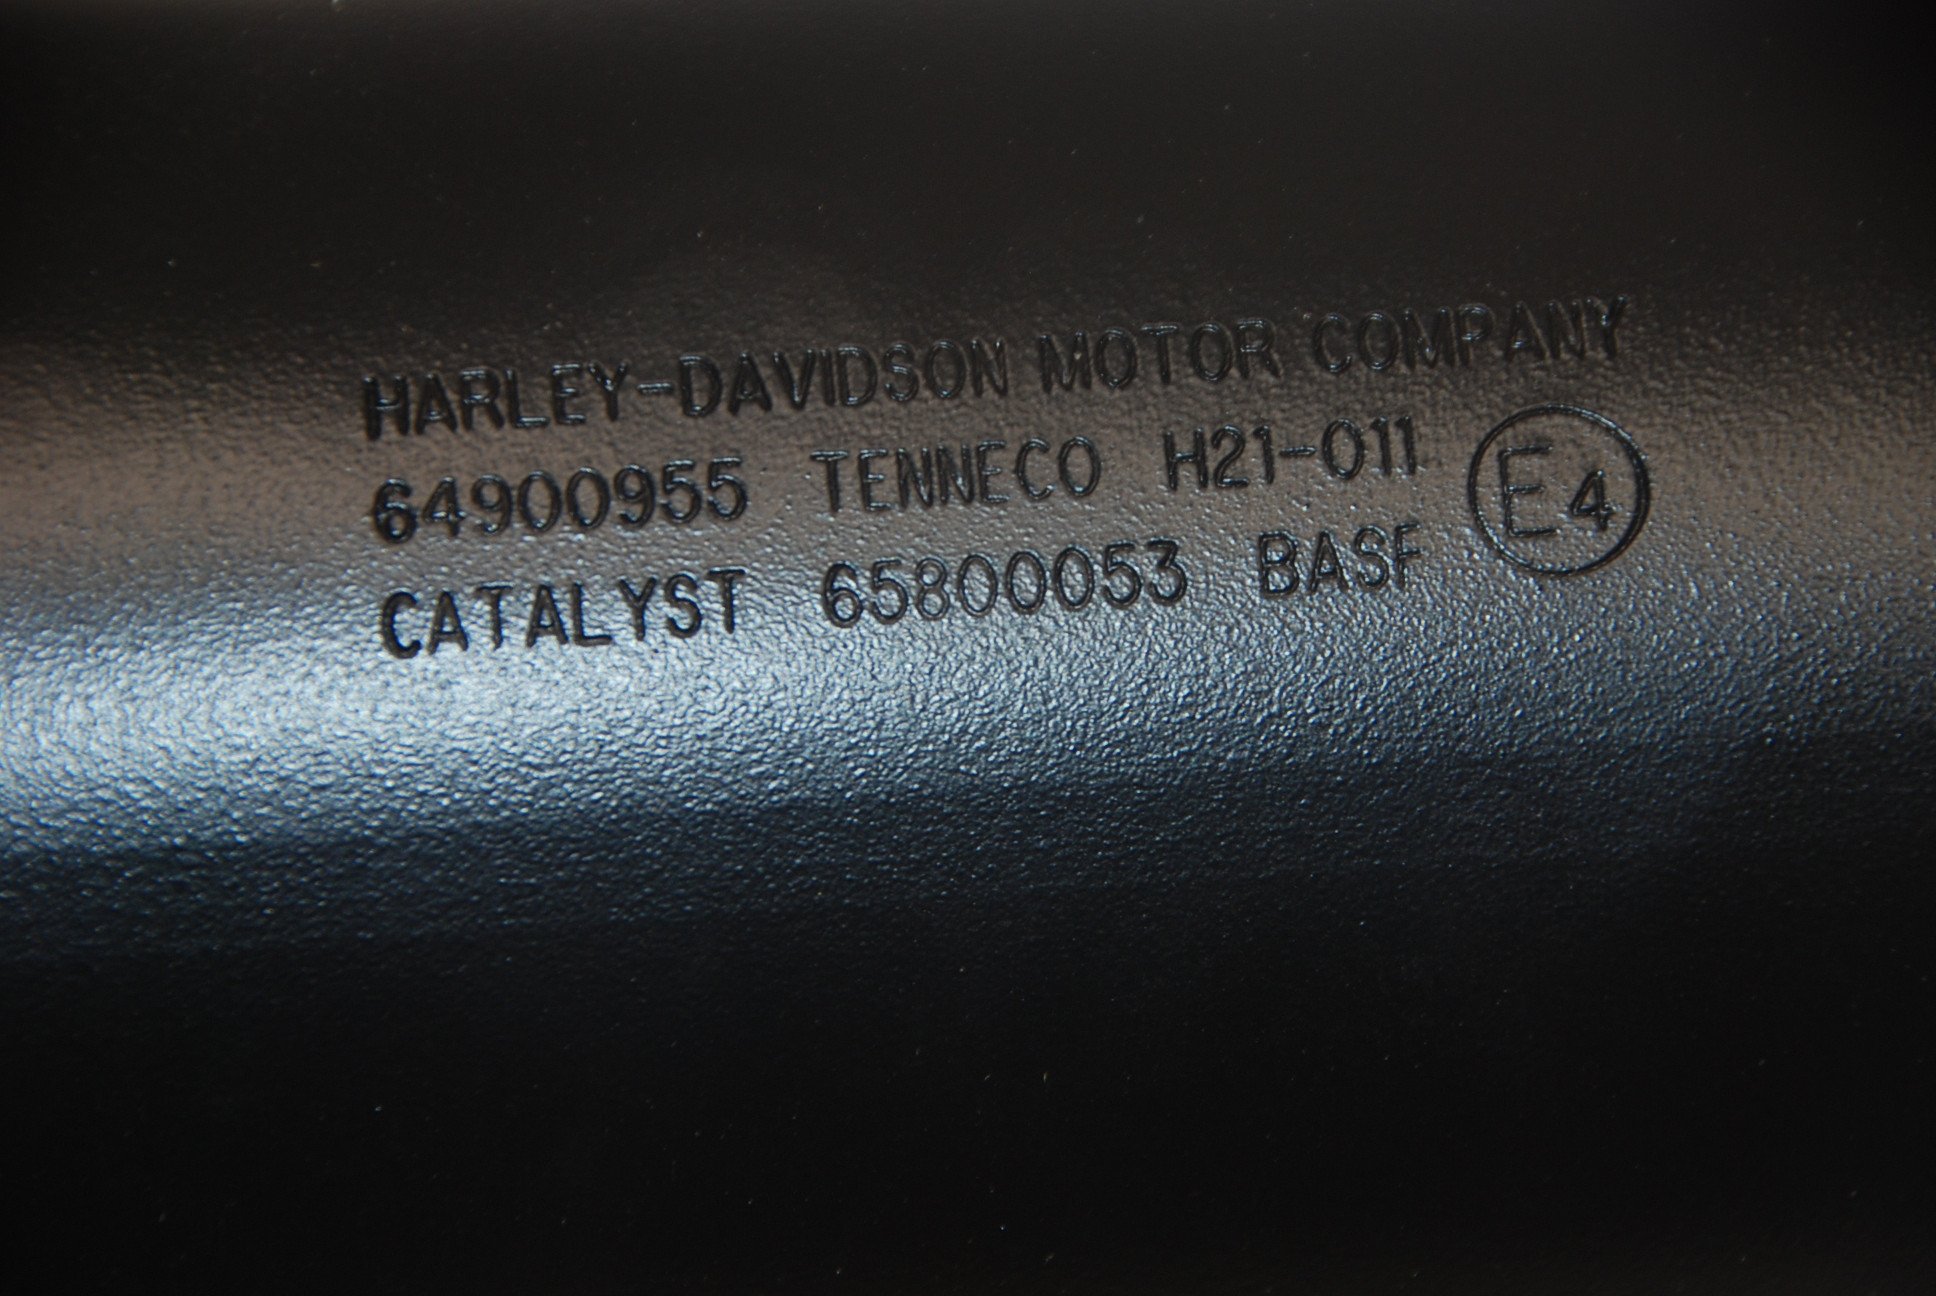 HARLEY-DAVIDSON MOTOR COMPANY
64900955 TENNECO H21-011 E4
CATALYST 65800053 BASF